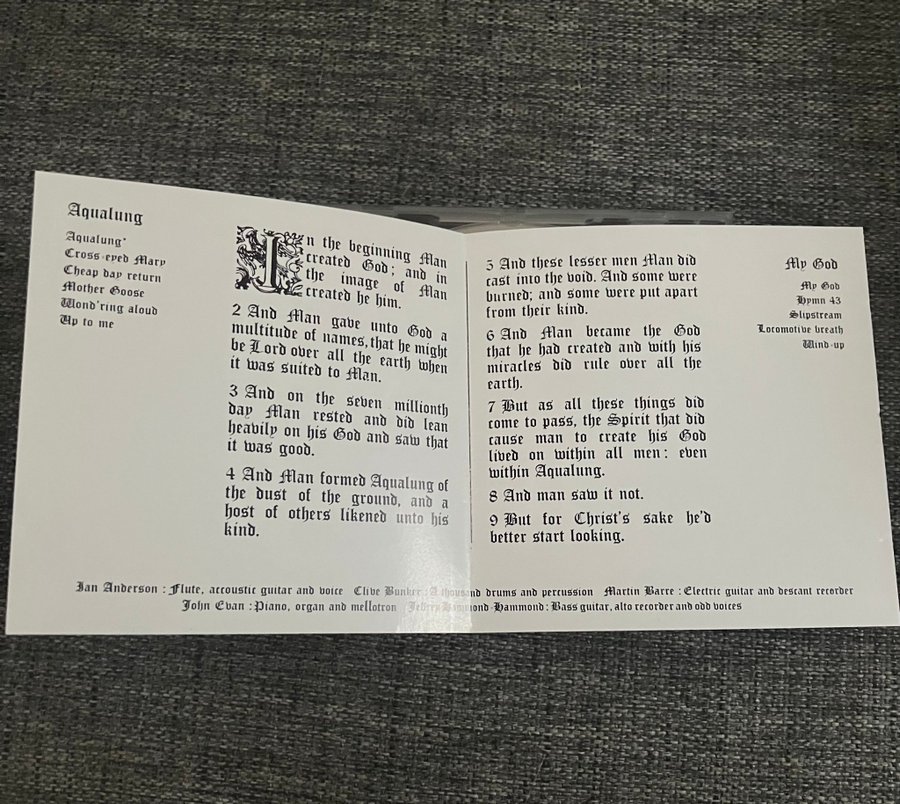 Aqualung
Aqualung*
Cross-eyed Mary
Cheap day return
Mother Goose
Wond'ring aloud
Up to me
In the beginning Man
created God; and in
the image of Man
created he him.
2 And Man gave unto God a
multitude of names, that he might
be Lord over all the earth when
it was suited to Man.
3 And on the seven millionth
day Man rested and did lean
heavily on his God and saw that
it was good.
4 And Man formed Aqualung of
the dust of the ground, and a
host of others likened unto his
kind.
5 And these lesser men Man did
cast into the void. And some were
burned; and some were put apart
from their kind.
6 And Man became the God
that he had created and with his
miracles did rule over all the
earth.
7 But as all these things did
come to pass, the Spirit that did
cause man to create his God
lived on within all men: even
within Aqualung.
8 And man saw it not.
9 But for Christ's sake he'd
better start looking.
My God
My God
Hymn 43
Slipstream
Locomotive breath
Wind-up
Ian Anderson : Flute, accoustic guitar and voice Clive Bunker : A thousand drums and percussion Martin Barre : Electric guitar and descant recorder
John Evan : Piano, organ and mellotron Jeffrey Hammond-Hammond : Bass guitar, alto recorder and odd voices